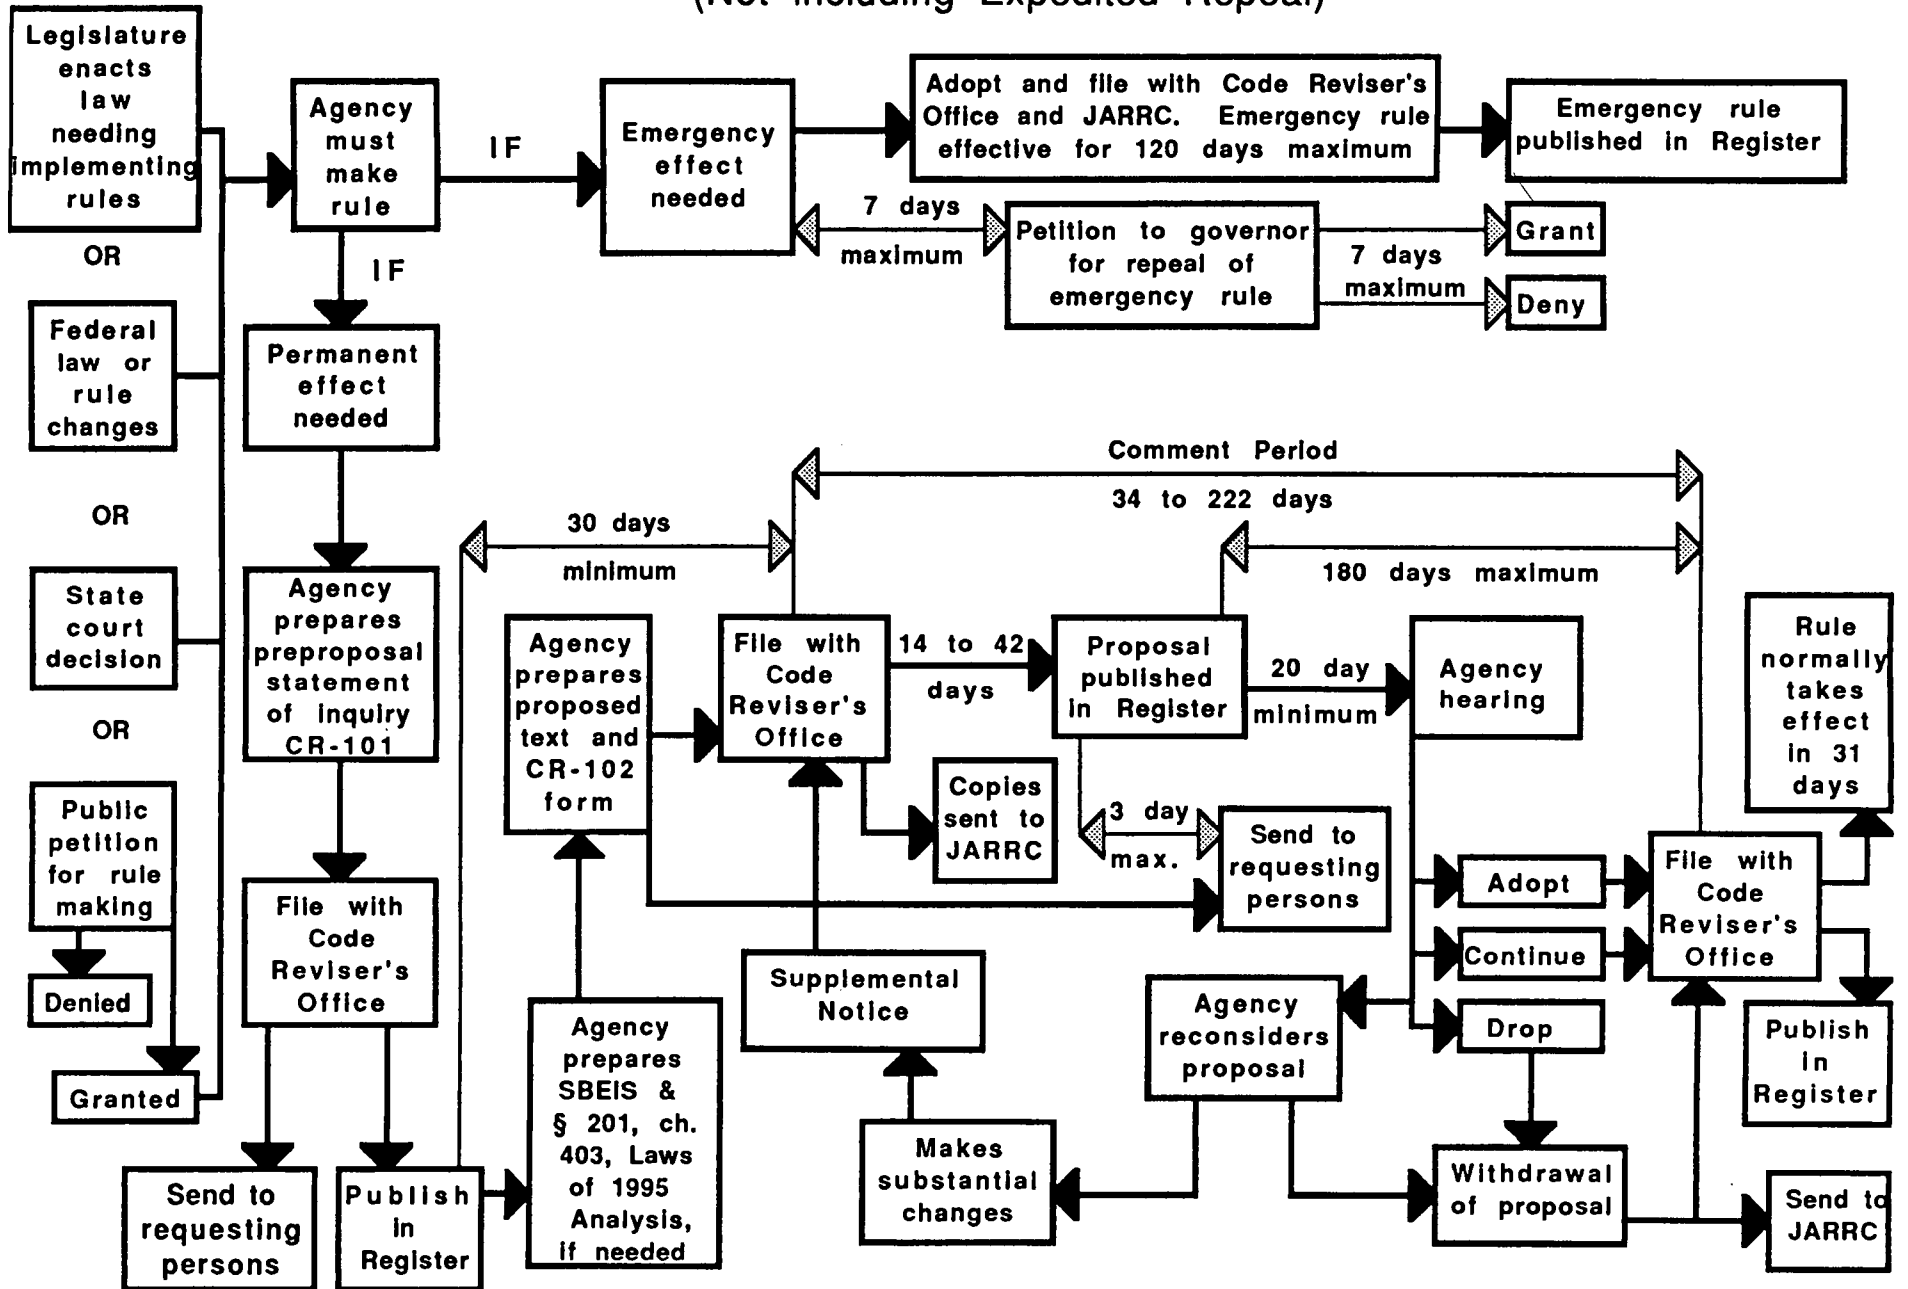 (Not Including Expedited Repeal)
Legislature
enacts
law
needing
implementing
rules
OR
Federal
law or
rule
changes
OR
State
court
decision
OR
Public
petition
for rule
making
Denied
Granted
Agency
must
make
rule
IF
IF
Permanent
effect
needed
Agency
prepares
preproposal
statement
of inquiry
CR-101
File with
Code
Reviser's
Office
Send to
requesting
persons
Publish
in
Register
Emergency
effect
needed
Adopt and file with Code Reviser's
Office and JARRC. Emergency rule
effective for 120 days maximum
Emergency rule
published in Register
7 days
maximum
Petition to governor
for repeal of
emergency rule
7 days
maximum
Grant
Deny
Comment Period
34 to 222 days
30 days
minimum
180 days maximum
Agency
prepares
SBEIS &
§ 201, ch.
403, Laws
of 1995
Analysis,
if needed
Agency
prepares
proposed
text and
CR-102
form
File with
Code
Reviser's
Office
14 to 42
days
Copies
sent to
JARRC
Proposal
published
in Register
20 day
minimum
3 day
max.
Send to
requesting
persons
Agency
hearing
Adopt
Continue
Drop
Agency
reconsiders
proposal
Makes
substantial
changes
Supplemental
Notice
Withdrawal
of proposal
File with
Code
Reviser's
Office
Rule
normally
takes
effect
in 31
days
Publish
in
Register
Send to
JARRC